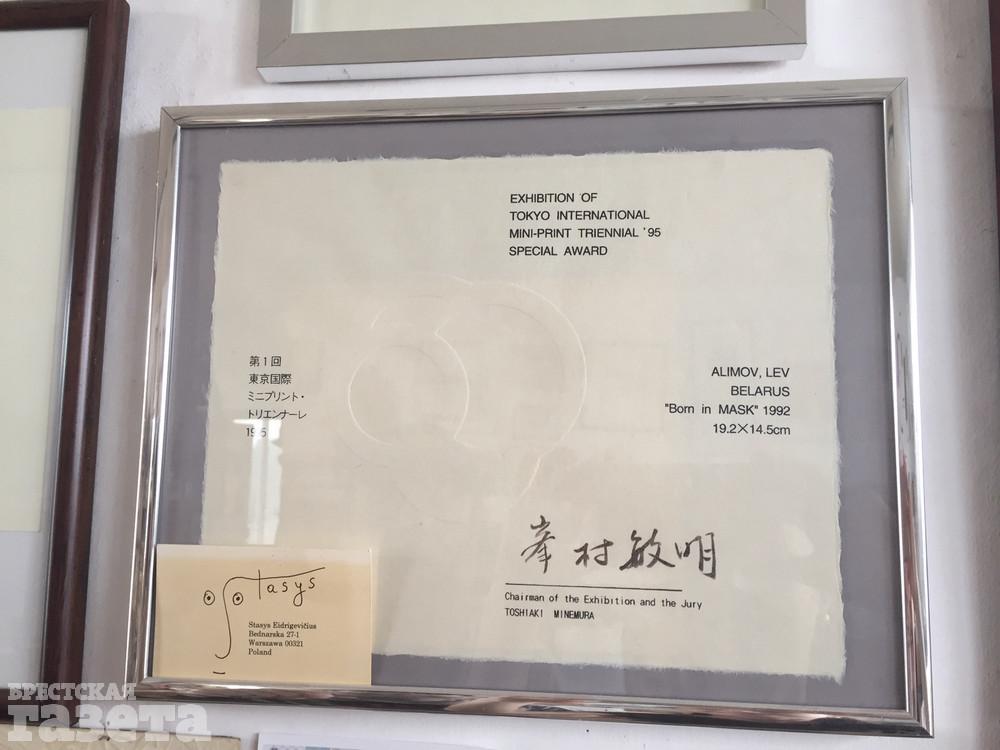 EXHIBITION OF
TOKYO INTERNATIONAL
MINI-PRINT TRIENNIAL '95
SPECIAL AWARD
第1回
東京国際
ミニプリント・
トリエンナーレ
ALIMOV, LEV
BELARUS
"Born in MASK" 1992
19.2×14.5cm
峯村敏明
Chairman of the Exhibition and the Jury
TOSHIAKI MINEMURA
Stasys
Stasys Eidrigevičius
Bednarska 27-1
Warszawa 00321
Poland
БРЕСТСКАЯ
газета